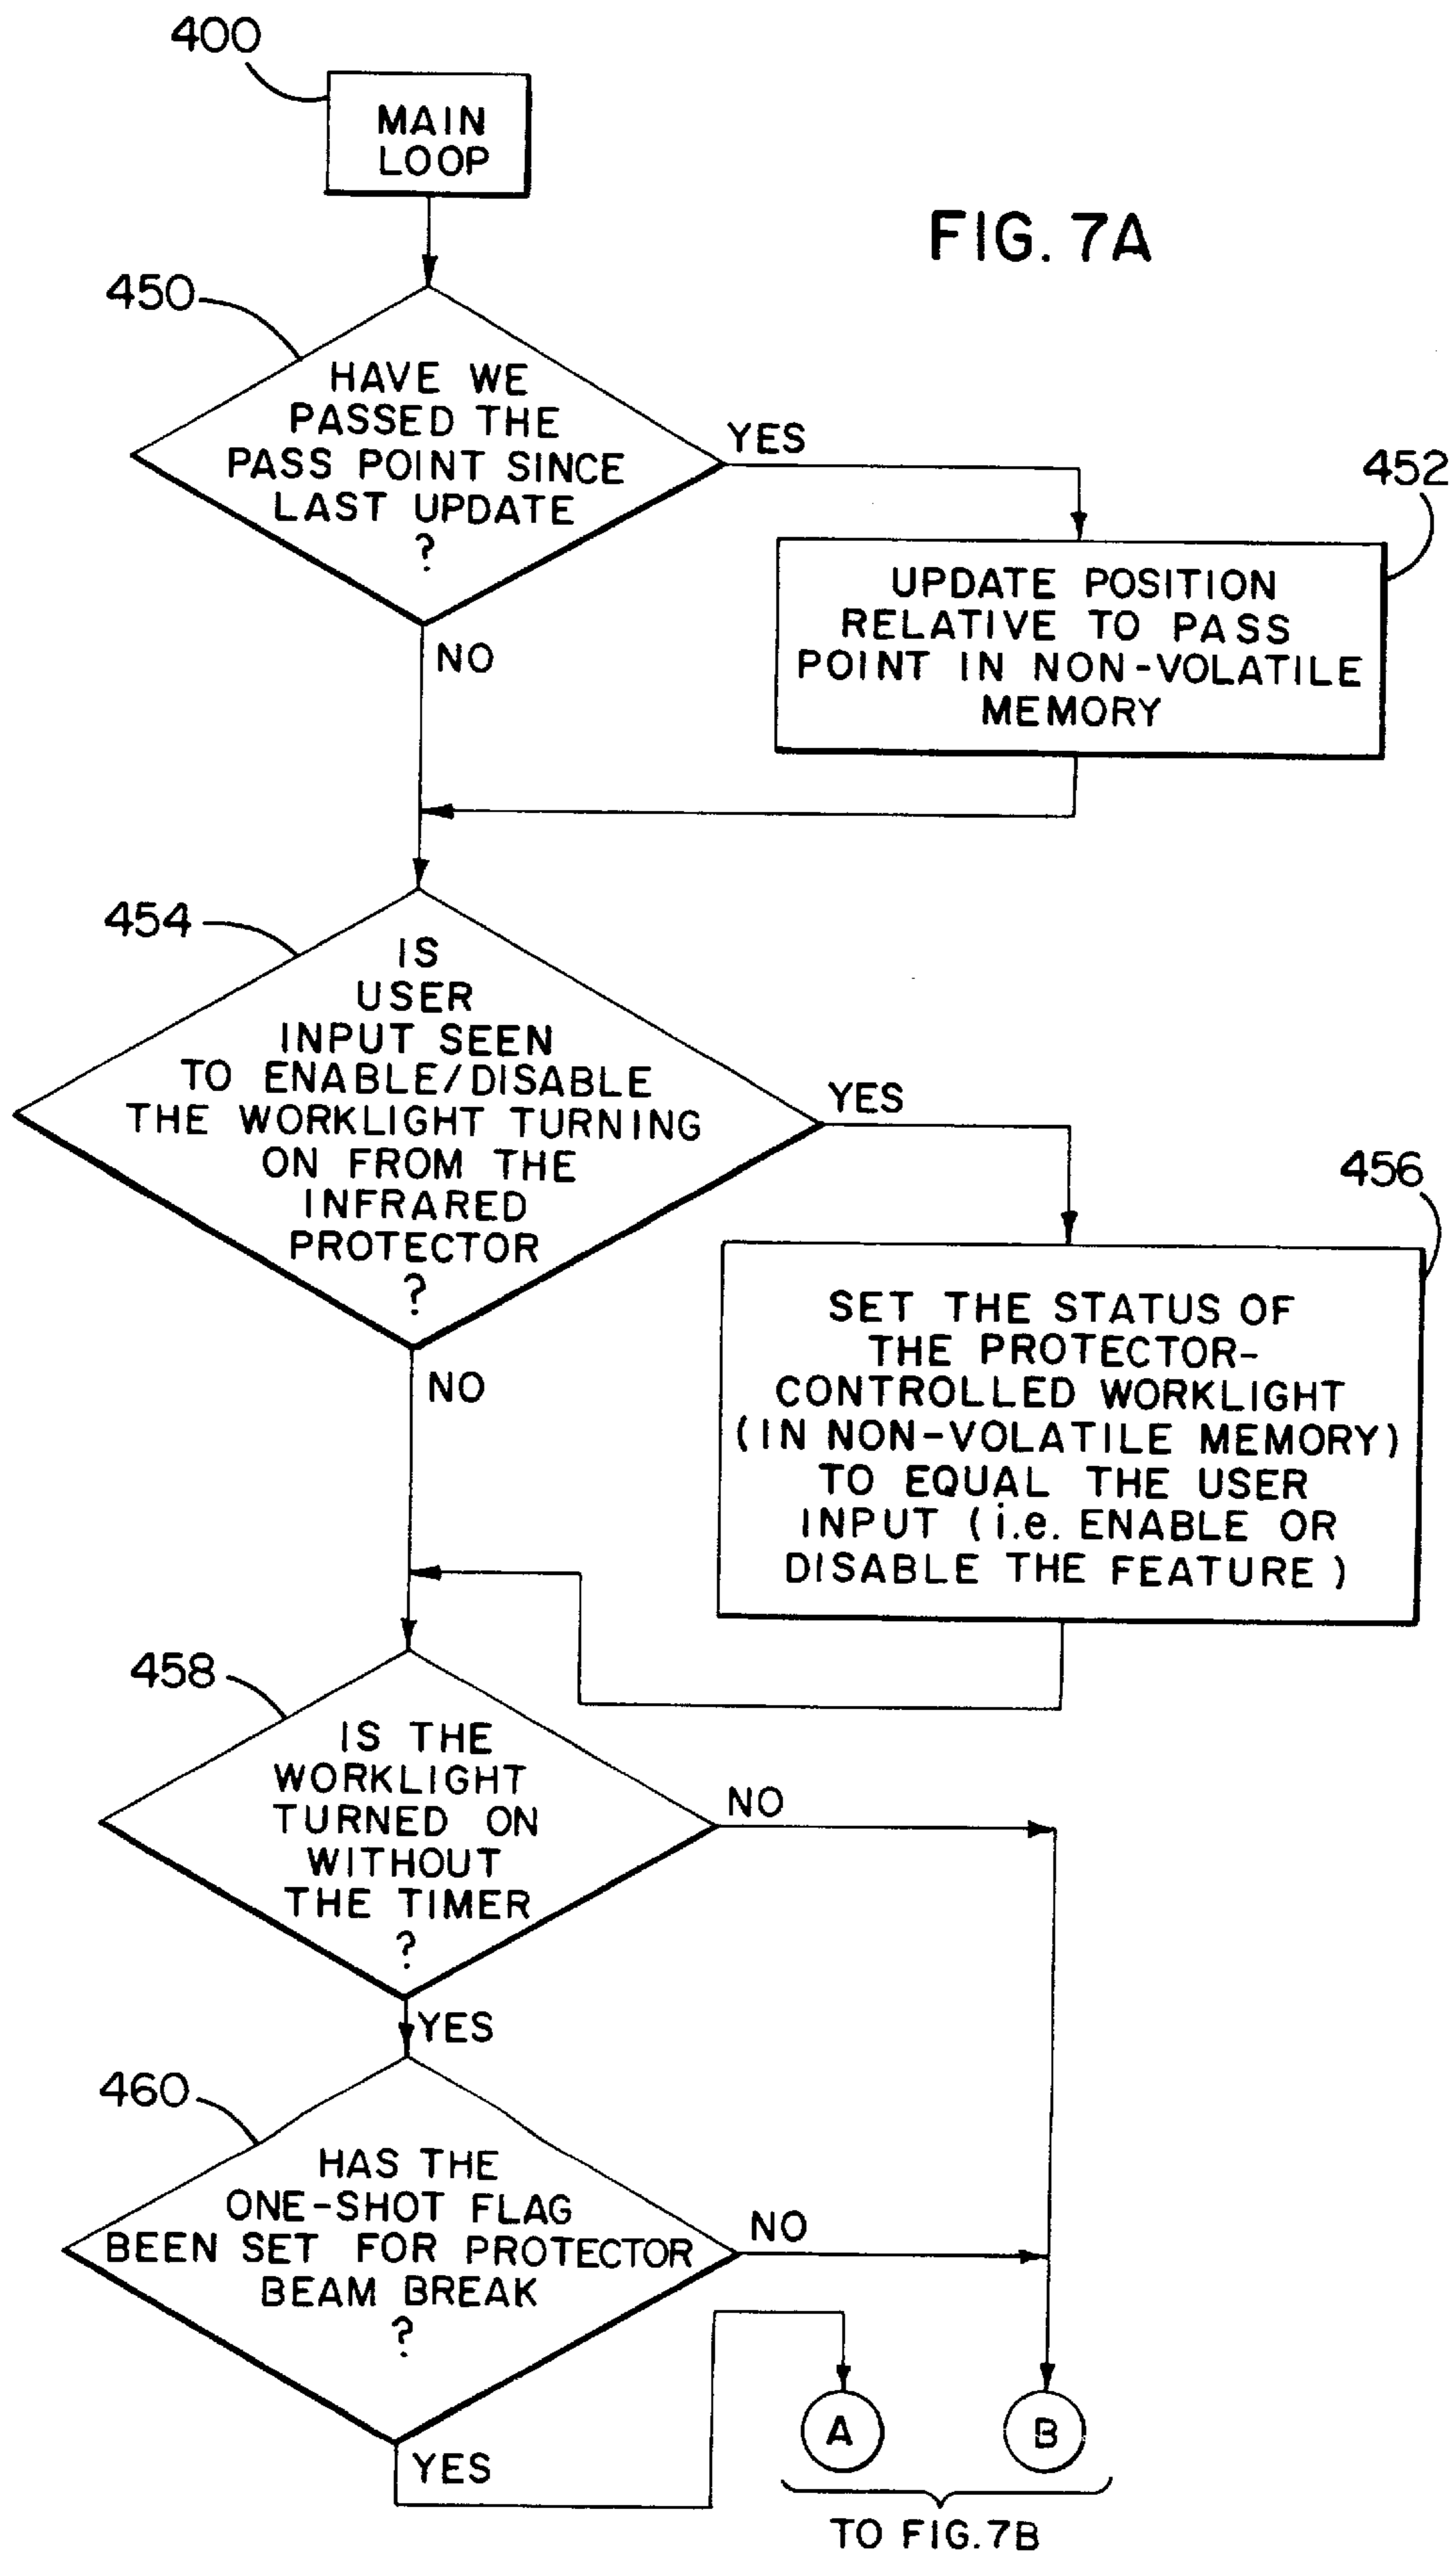 400
MAIN
LOOP
FIG. 7A
450
HAVE WE
PASSED THE
PASS POINT SINCE
LAST UPDATE
?
YES
NO
452
UPDATE POSITION
RELATIVE TO PASS
POINT IN NON-VOLATILE
MEMORY
454
IS
USER
INPUT SEEN
TO ENABLE/DISABLE
THE WORKLIGHT TURNING
ON FROM THE
INFRARED
PROTECTOR
?
YES
NO
456
SET THE STATUS OF
THE PROTECTOR-
CONTROLLED WORKLIGHT
(IN NON-VOLATILE MEMORY)
TO EQUAL THE USER
INPUT (i.e. ENABLE OR
DISABLE THE FEATURE)
458
IS THE
WORKLIGHT
TURNED ON
WITHOUT
THE TIMER
?
NO
YES
460
HAS THE
ONE-SHOT FLAG
BEEN SET FOR PROTECTOR
BEAM BREAK
?
NO
YES
A
B
TO FIG.7B